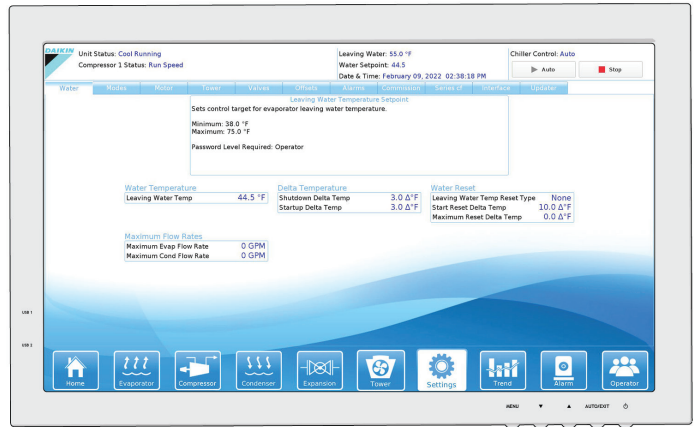 DAIKIN
Unit Status: Cool Running
Compressor 1 Status: Run Speed
Leaving Water: 55.0 °F
Water Setpoint: 44.5
Date & Time: February 09, 2022 02:38:18 PM
Chiller Control: Auto
Auto
Stop
Water Modes Motor Tower Valves Offsets Alarms Commission Series cf Interface Updater
Leaving Water Temperature Setpoint
Sets control target for evaporator leaving water temperature.
Minimum: 38.0 °F
Maximum: 75.0 °F
Password Level Required: Operator
Water Temperature
Leaving Water Temp 44.5 °F
Delta Temperature
Shutdown Delta Temp 3.0 Δ°F
Startup Delta Temp 3.0 Δ°F
Water Reset
Leaving Water Temp Reset Type None
Start Reset Delta Temp 10.0 Δ°F
Maximum Reset Delta Temp 0.0 Δ°F
Maximum Flow Rates
Maximum Evap Flow Rate 0 GPM
Maximum Cond Flow Rate 0 GPM
USB 1
USB 2
Home Evaporator Compressor Condenser Expansion Tower Settings Trend Alarm Operator
MENU ▼ ▲ AUTO/EXIT